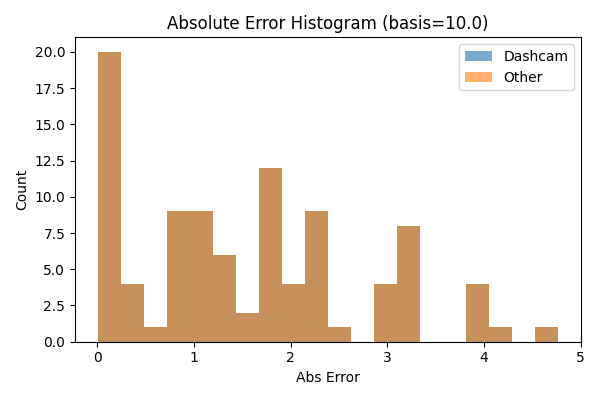 Absolute Error Histogram (basis=10.0)
Dashcam
Other
20.0
17.5
15.0
12.5
10.0
7.5
5.0
2.5
0.0
Count
0 1 2 3 4 5
Abs Error